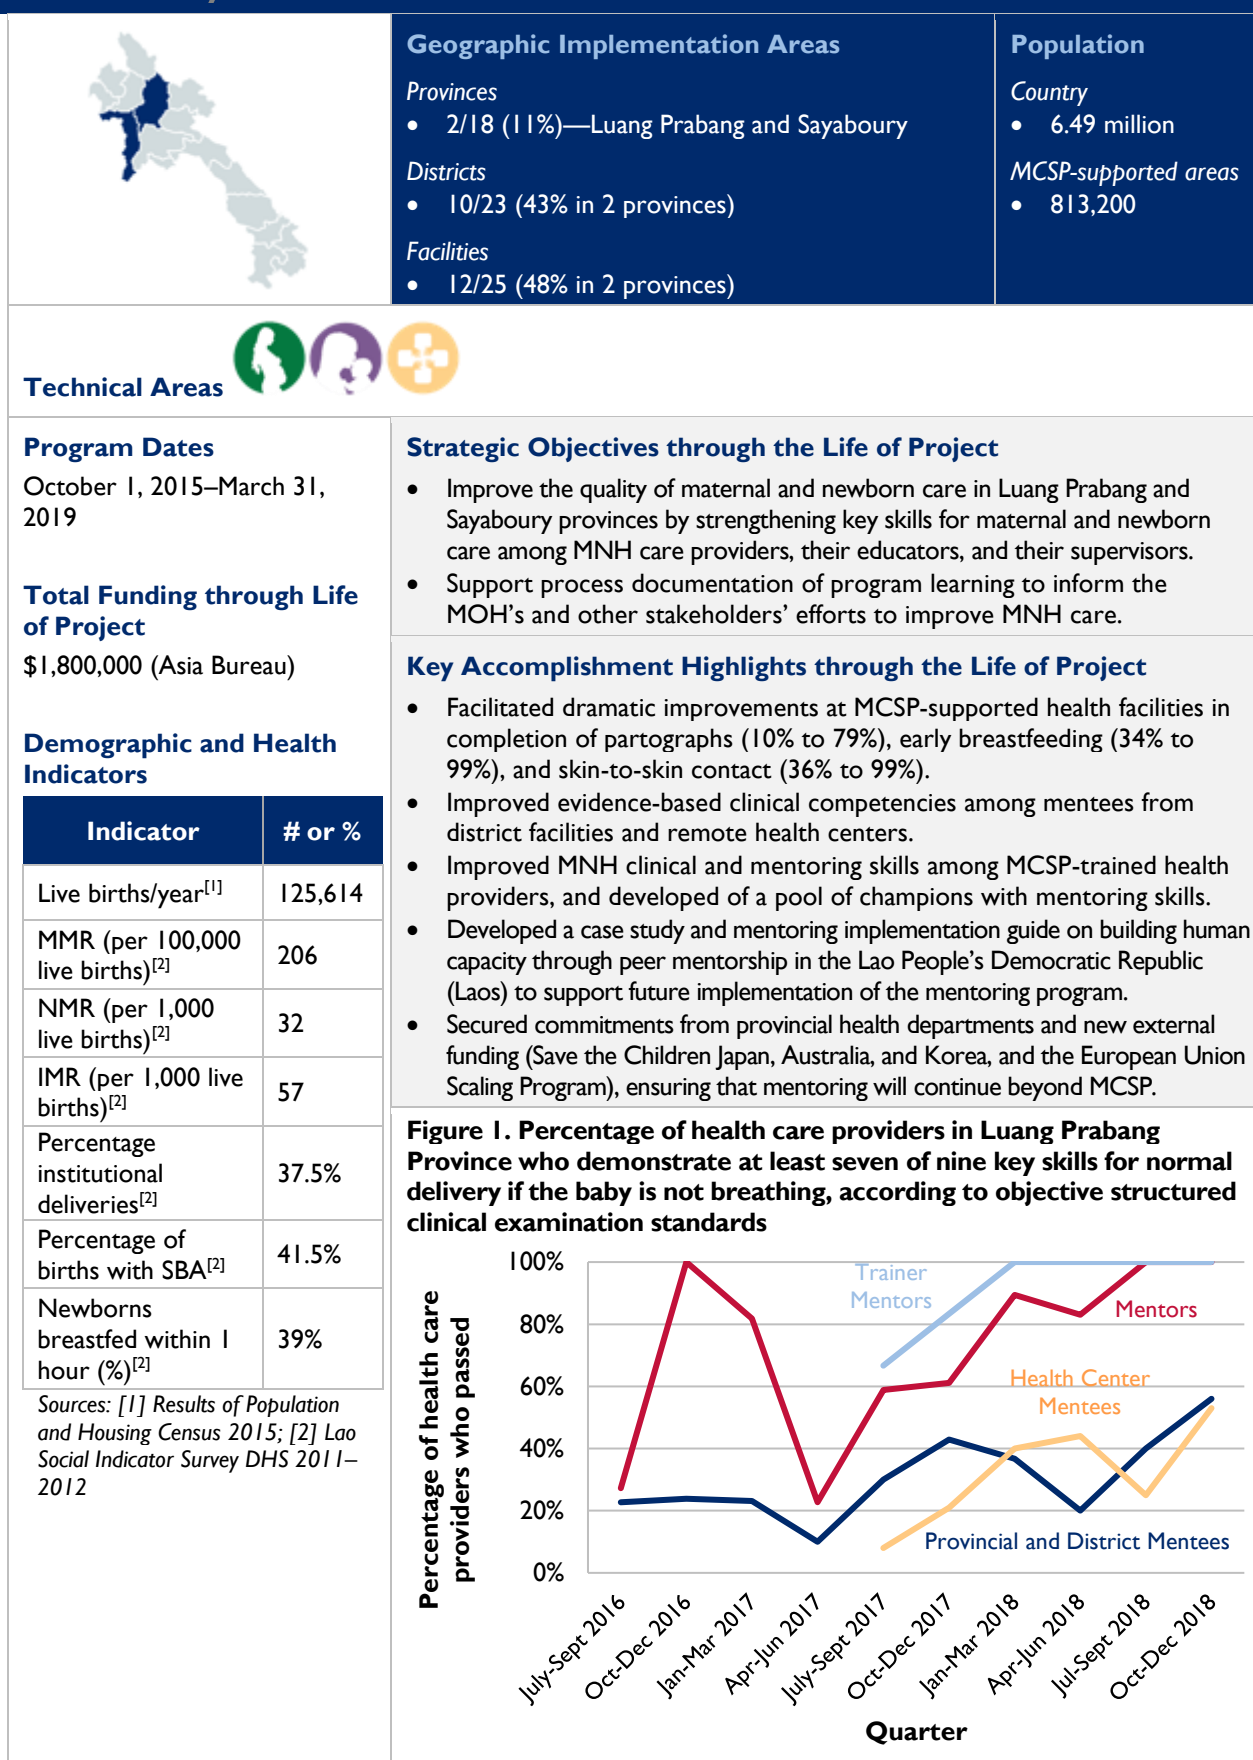 Geographic Implementation Areas
Provinces
• 2/18 (11%)—Luang Prabang and Sayaboury
Districts
• 10/23 (43% in 2 provinces)
Facilities
• 12/25 (48% in 2 provinces)
Population
Country
• 6.49 million
MCSP-supported areas
• 813,200
Technical Areas
Program Dates
October 1, 2015–March 31,
2019
Total Funding through Life
of Project
$1,800,000 (Asia Bureau)
Demographic and Health
Indicators
Indicator # or %
Live births/year[1] 125,614
MMR (per 100,000
live births)[2] 206
NMR (per 1,000
live births)[2] 32
IMR (per 1,000 live
births)[2] 57
Percentage
institutional
deliveries[2] 37.5%
Percentage of
births with SBA[2] 41.5%
Newborns
breastfed within 1
hour (%)[2] 39%
Sources: [1] Results of Population
and Housing Census 2015; [2] Lao
Social Indicator Survey DHS 2011–
2012
Strategic Objectives through the Life of Project
• Improve the quality of maternal and newborn care in Luang Prabang and
Sayaboury provinces by strengthening key skills for maternal and newborn
care among MNH care providers, their educators, and their supervisors.
• Support process documentation of program learning to inform the
MOH's and other stakeholders' efforts to improve MNH care.
Key Accomplishment Highlights through the Life of Project
• Facilitated dramatic improvements at MCSP-supported health facilities in
completion of partographs (10% to 79%), early breastfeeding (34% to
99%), and skin-to-skin contact (36% to 99%).
• Improved evidence-based clinical competencies among mentees from
district facilities and remote health centers.
• Improved MNH clinical and mentoring skills among MCSP-trained health
providers, and developed of a pool of champions with mentoring skills.
• Developed a case study and mentoring implementation guide on building human
capacity through peer mentorship in the Lao People's Democratic Republic
(Laos) to support future implementation of the mentoring program.
• Secured commitments from provincial health departments and new external
funding (Save the Children Japan, Australia, and Korea, and the European Union
Scaling Program), ensuring that mentoring will continue beyond MCSP.
Figure 1. Percentage of health care providers in Luang Prabang
Province who demonstrate at least seven of nine key skills for normal
delivery if the baby is not breathing, according to objective structured
clinical examination standards
Percentage of health care
providers who passed
100%
80%
60%
40%
20%
0%
Trainer
Mentors
Mentors
Health Center
Mentees
Provincial and District Mentees
July-Sept 2016
Oct-Dec 2016
Jan-Mar 2017
Apr-Jun 2017
July-Sept 2017
Oct-Dec 2017
Jan-Mar 2018
Apr-Jun 2018
Jul-Sept 2018
Oct-Dec 2018
Quarter